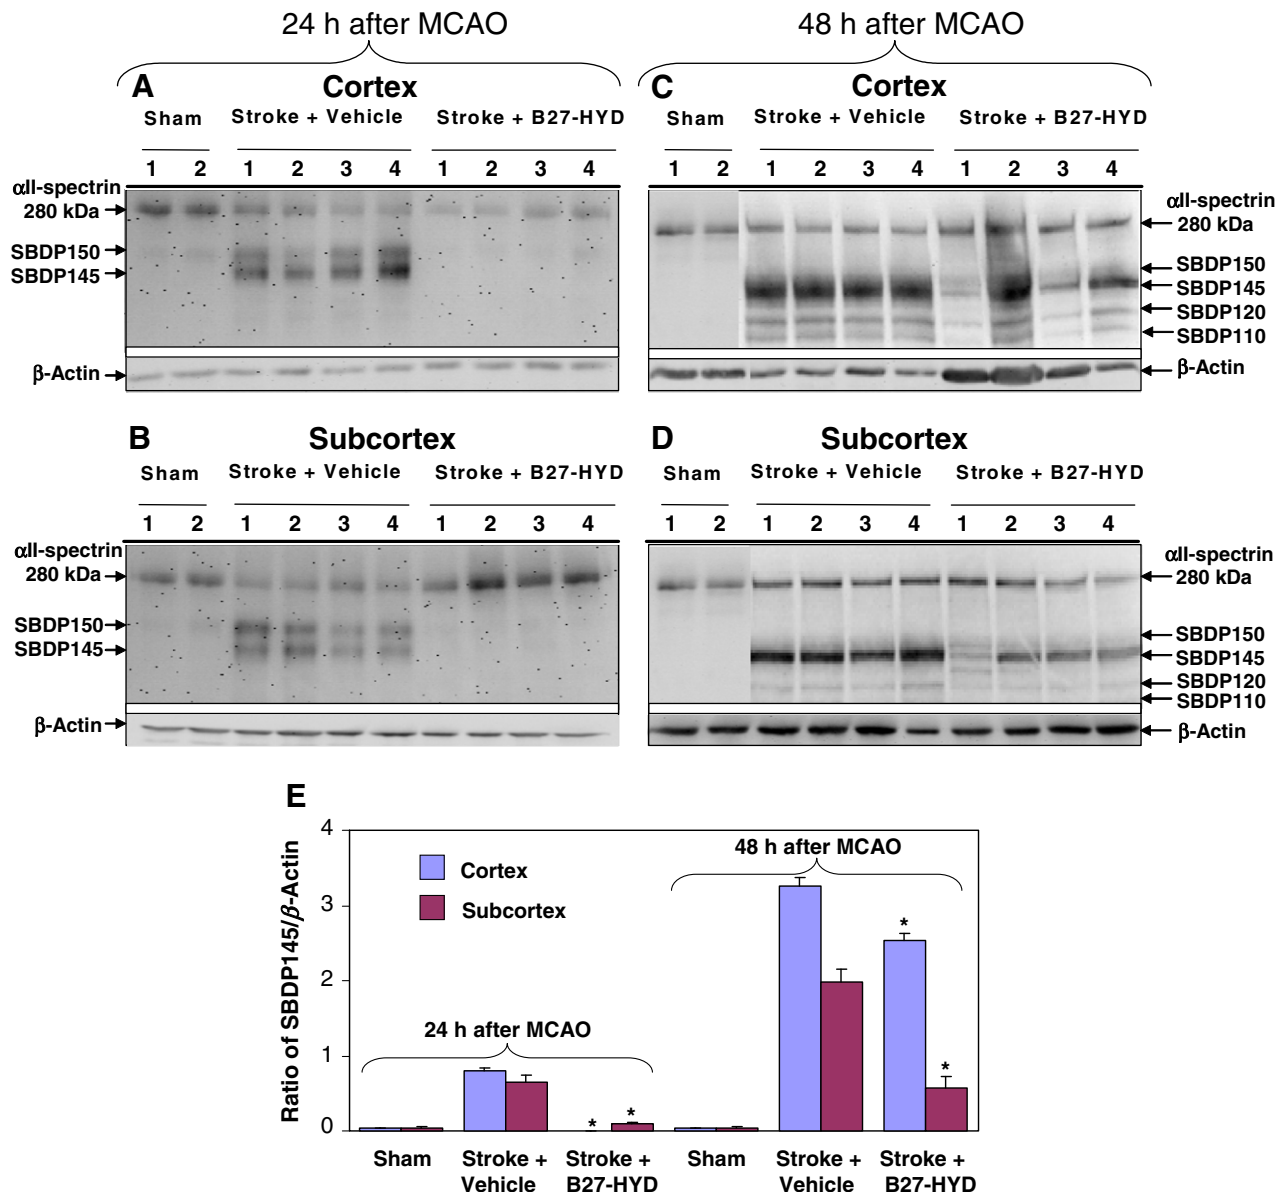 24 h after MCAO
48 h after MCAO
A
Cortex
Sham Stroke + Vehicle Stroke + B27-HYD
1 2 1 2 3 4 1 2 3 4
αII-spectrin
280 kDa
SBDP150
SBDP145
β-Actin
C
Cortex
Sham Stroke + Vehicle Stroke + B27-HYD
1 2 1 2 3 4 1 2 3 4
αII-spectrin
280 kDa
SBDP150
SBDP145
SBDP120
SBDP110
β-Actin
B
Subcortex
Sham Stroke + Vehicle Stroke + B27-HYD
1 2 1 2 3 4 1 2 3 4
αII-spectrin
280 kDa
SBDP150
SBDP145
β-Actin
D
Subcortex
Sham Stroke + Vehicle Stroke + B27-HYD
1 2 1 2 3 4 1 2 3 4
αII-spectrin
280 kDa
SBDP150
SBDP145
SBDP120
SBDP110
β-Actin
E
Ratio of SBDP145/β-Actin
4
3
2
1
0
Cortex
Subcortex
24 h after MCAO
48 h after MCAO
* * * *
Sham Stroke + Stroke + Sham Stroke + Stroke +
Vehicle B27-HYD Vehicle B27-HYD